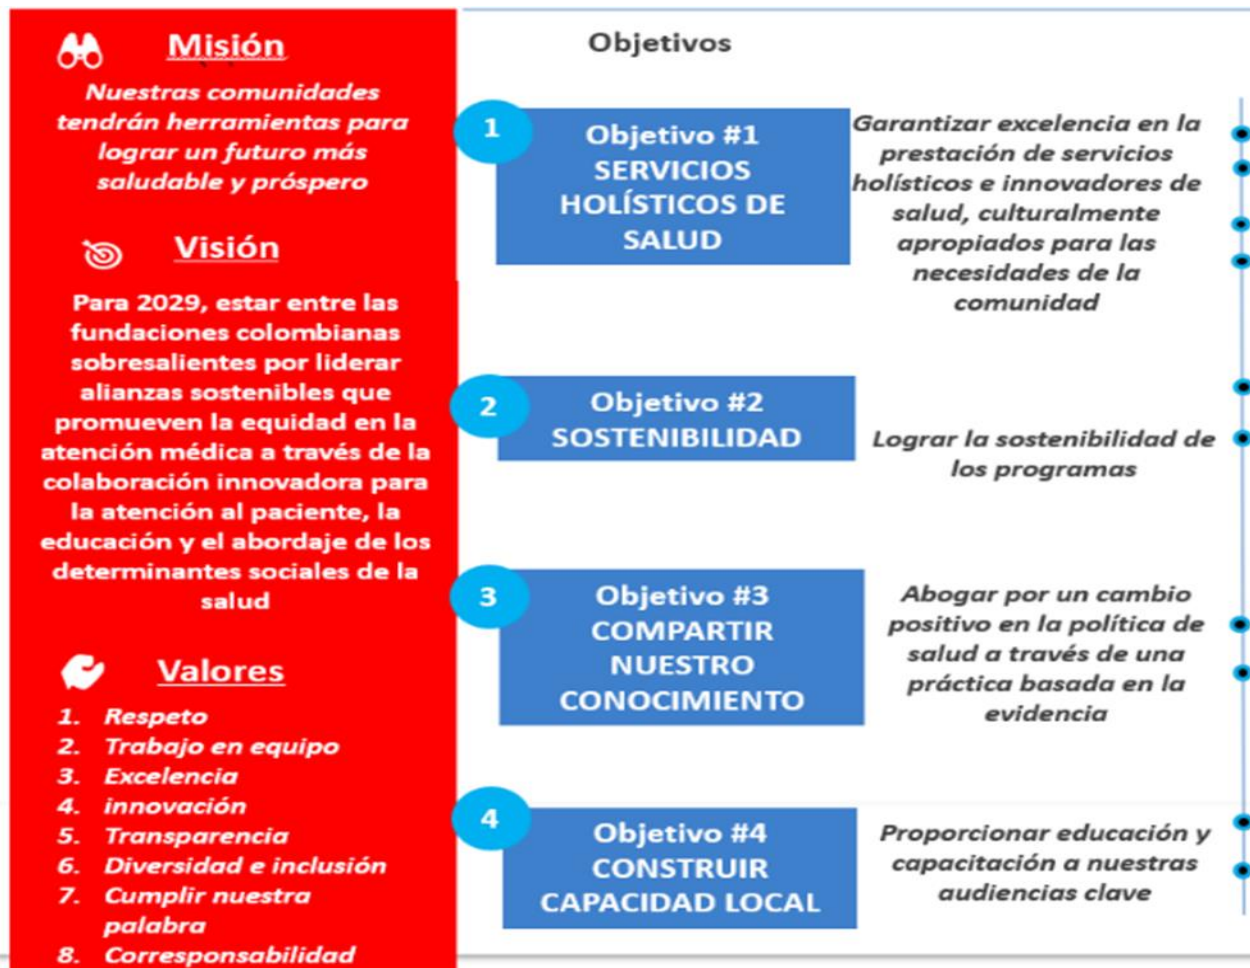 Misión
Nuestras comunidades
tendrán herramientas para
lograr un futuro más
saludable y próspero
Visión
Para 2029, estar entre las
fundaciones colombianas
sobresalientes por liderar
alianzas sostenibles que
promueven la equidad en la
atención médica a través de la
colaboración innovadora para
la atención al paciente, la
educación y el abordaje de los
determinantes sociales de la
salud
Valores
1. Respeto
2. Trabajo en equipo
3. Excelencia
4. innovación
5. Transparencia
6. Diversidad e inclusión
7. Cumplir nuestra
palabra
8. Corresponsabilidad
Objetivos
1
Objetivo #1
SERVICIOS
HOLÍSTICOS DE
SALUD
Garantizar excelencia en la
prestación de servicios
holísticos e innovadores de
salud, culturalmente
apropiados para las
necesidades de la
comunidad
2
Objetivo #2
SOSTENIBILIDAD
Lograr la sostenibilidad de
los programas
3
Objetivo #3
COMPARTIR
NUESTRO
CONOCIMIENTO
Abogar por un cambio
positivo en la política de
salud a través de una
práctica basada en la
evidencia
4
Objetivo #4
CONSTRUIR
CAPACIDAD LOCAL
Proporcionar educación y
capacitación a nuestras
audiencias clave